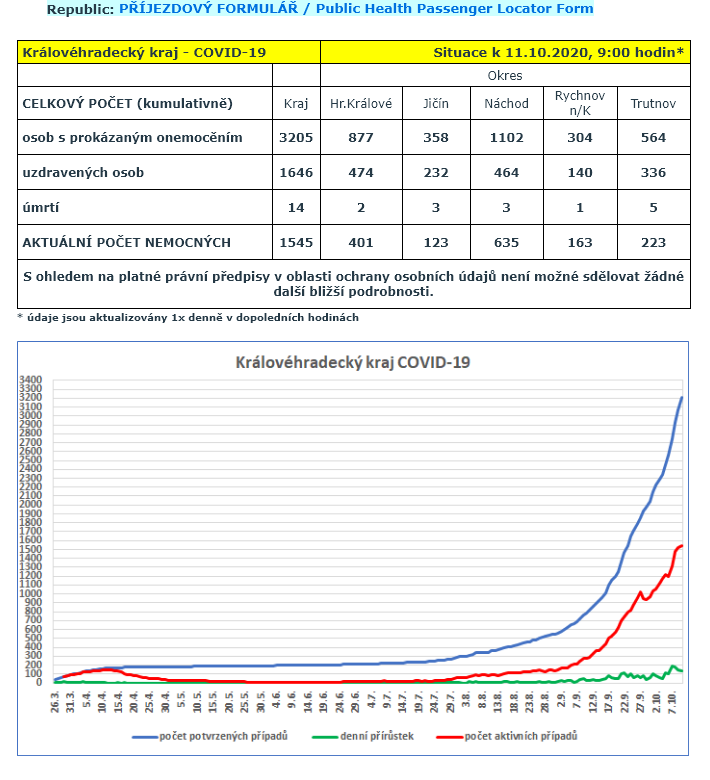 Republic: PŘÍJEZDOVÝ FORMULÁŘ / Public Health Passenger Locator Form
Královéhradecký kraj - COVID-19 Situace k 11.10.2020, 9:00 hodin*
Okres
CELKOVÝ POČET (kumulativně) Kraj Hr.Králové Jičín Náchod Rychnov n/K Trutnov
osob s prokázaným onemocěním 3205 877 358 1102 304 564
uzdravených osob 1646 474 232 464 140 336
úmrtí 14 2 3 3 1 5
AKTUÁLNÍ POČET NEMOCNÝCH 1545 401 123 635 163 223
S ohledem na platné právní předpisy v oblasti ochrany osobních údajů není možné sdělovat žádné
další bližší podrobnosti.
* údaje jsou aktualizovány 1x denně v dopoledních hodinách
Královéhradecký kraj COVID-19
3400
3300
3200
3100
3000
2900
2800
2700
2600
2500
2400
2300
2200
2100
2000
1900
1800
1700
1600
1500
1400
1300
1200
1100
1000
900
800
700
600
500
400
300
200
100
0
26.3. 31.3. 5.4. 10.4. 15.4. 20.4. 25.4. 30.4. 5.5. 10.5. 15.5. 20.5. 25.5. 30.5. 4.6. 9.6. 14.6. 19.6. 24.6. 29.6. 4.7. 9.7. 14.7. 19.7. 24.7. 29.7. 3.8. 8.8. 13.8. 18.8. 23.8. 28.8. 2.9. 7.9. 12.9. 17.9. 22.9. 27.9. 2.10. 7.10.
počet potvrzených případů denní přírůstek počet aktivních případů